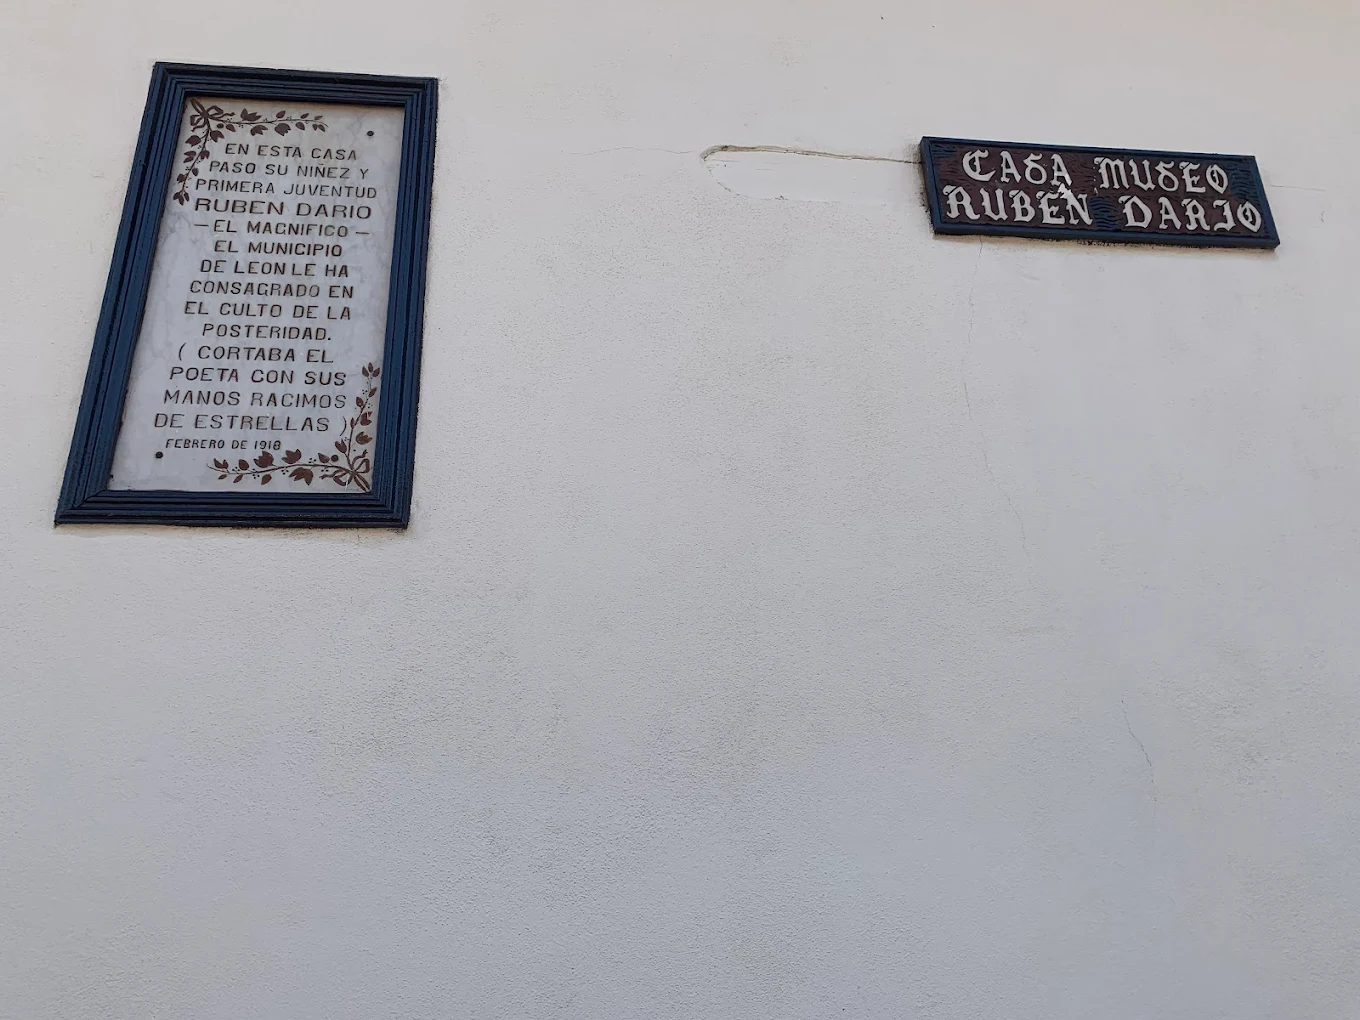 EN ESTA CASA
PASO SU NIÑEZ Y
PRIMERA JUVENTUD
RUBEN DARIO
— EL MAGNIFICO —
EL MUNICIPIO
DE LEON LE HA
CONSAGRADO EN
EL CULTO DE LA
POSTERIDAD.
( CORTABA EL
POETA CON SUS
MANOS RACIMOS
DE ESTRELLAS )
FEBRERO DE 1918
CASA MUSEO
RUBÉN DARIO